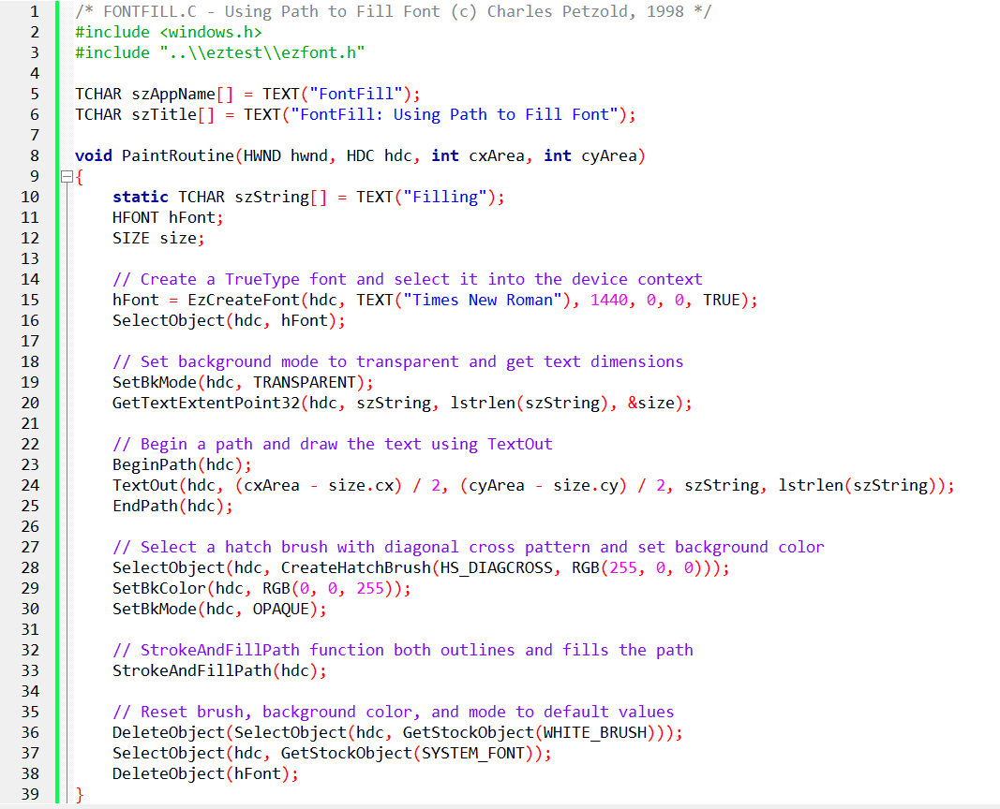 1 /* FONTFILL.C - Using Path to Fill Font (c) Charles Petzold, 1998 */
2 #include <windows.h>
3 #include "..\\eztest\\ezfont.h"
4
5 TCHAR szAppName[] = TEXT("FontFill");
6 TCHAR szTitle[] = TEXT("FontFill: Using Path to Fill Font");
7
8 void PaintRoutine(HWND hwnd, HDC hdc, int cxArea, int cyArea)
9 {
10     static TCHAR szString[] = TEXT("Filling");
11     HFONT hFont;
12     SIZE size;
13
14     // Create a TrueType font and select it into the device context
15     hFont = EzCreateFont(hdc, TEXT("Times New Roman"), 1440, 0, 0, TRUE);
16     SelectObject(hdc, hFont);
17
18     // Set background mode to transparent and get text dimensions
19     SetBkMode(hdc, TRANSPARENT);
20     GetTextExtentPoint32(hdc, szString, lstrlen(szString), &size);
21
22     // Begin a path and draw the text using TextOut
23     BeginPath(hdc);
24     TextOut(hdc, (cxArea - size.cx) / 2, (cyArea - size.cy) / 2, szString, lstrlen(szString));
25     EndPath(hdc);
26
27     // Select a hatch brush with diagonal cross pattern and set background color
28     SelectObject(hdc, CreateHatchBrush(HS_DIAGCROSS, RGB(255, 0, 0)));
29     SetBkColor(hdc, RGB(0, 0, 255));
30     SetBkMode(hdc, OPAQUE);
31
32     // StrokeAndFillPath function both outlines and fills the path
33     StrokeAndFillPath(hdc);
34
35     // Reset brush, background color, and mode to default values
36     DeleteObject(SelectObject(hdc, GetStockObject(WHITE_BRUSH)));
37     SelectObject(hdc, GetStockObject(SYSTEM_FONT));
38     DeleteObject(hFont);
39 }